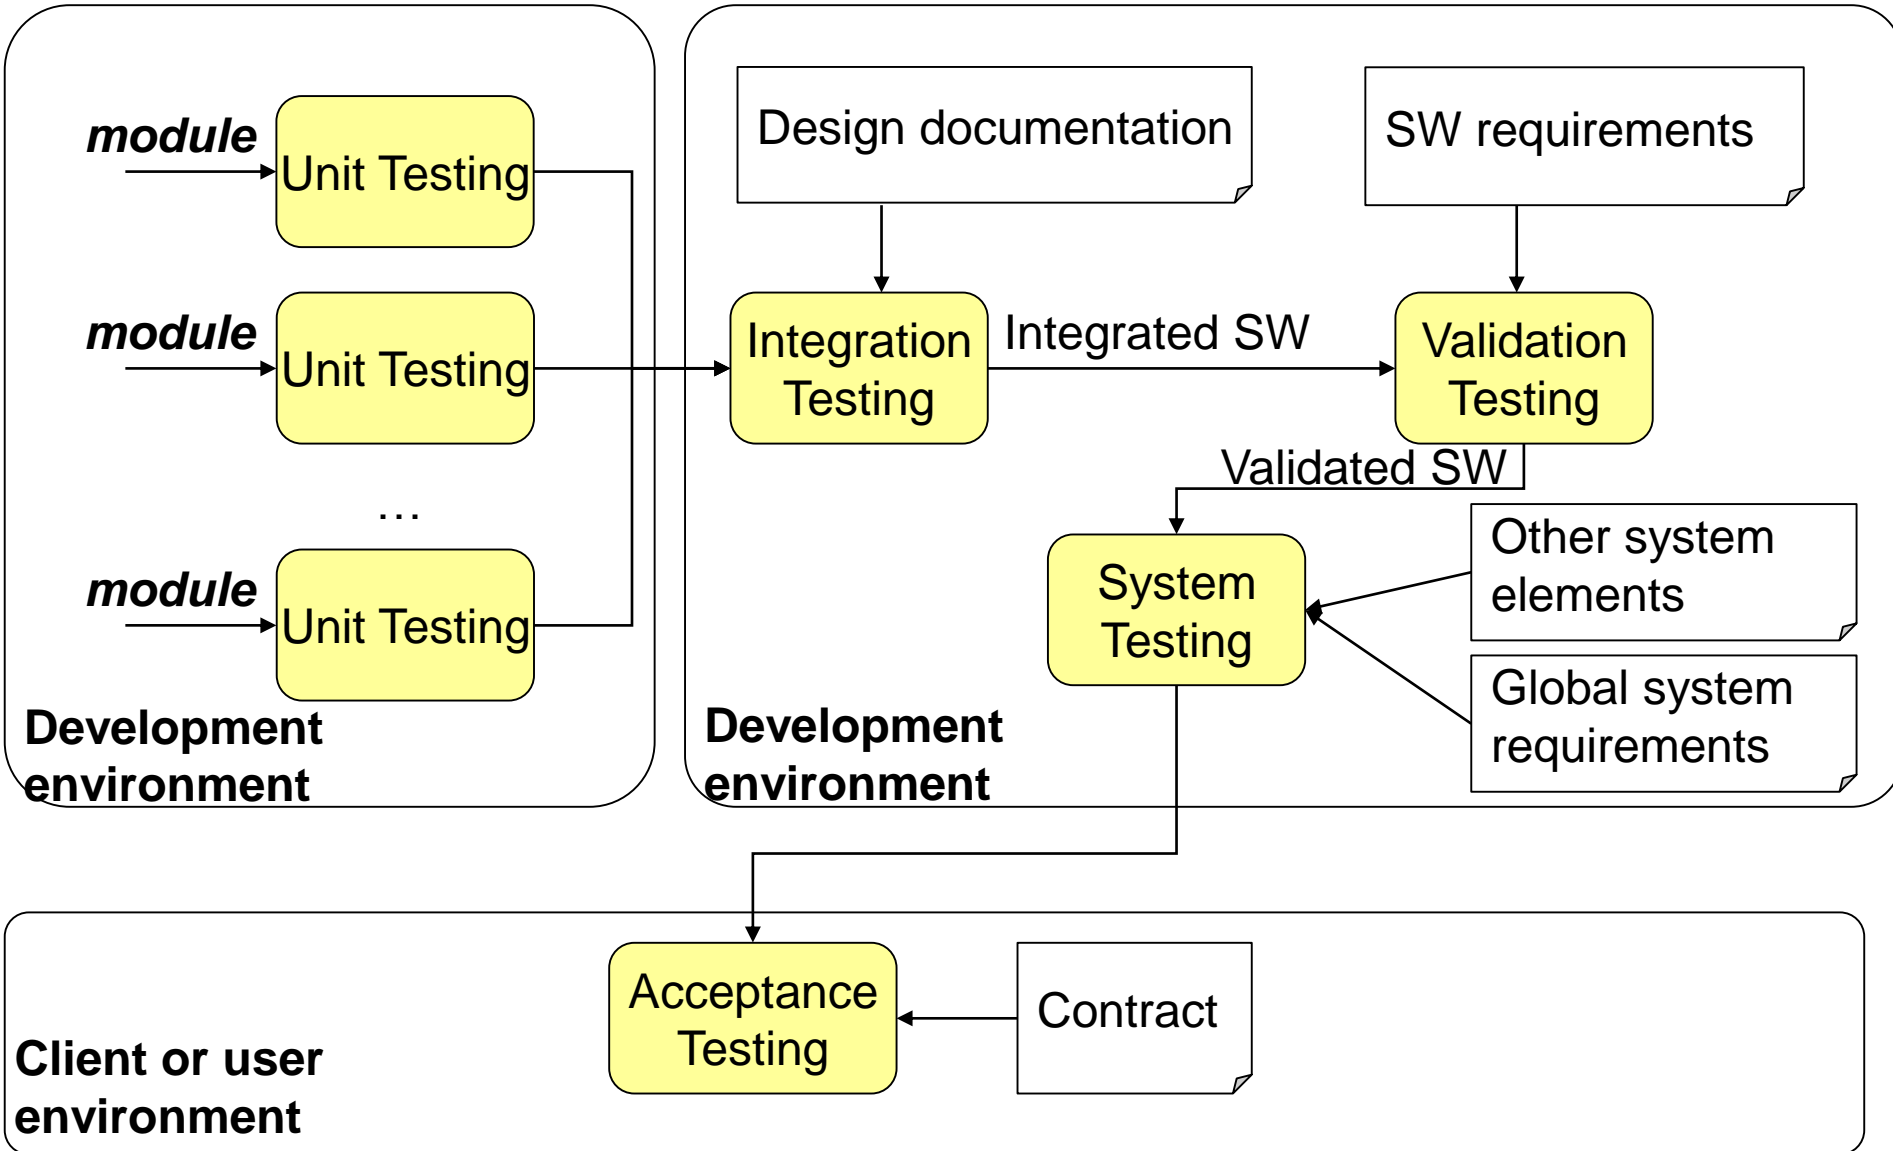 module
Unit Testing
module
Unit Testing
…
module
Unit Testing
Development
environment
Design documentation
SW requirements
Integration
Testing
Integrated SW
Validation
Testing
Validated SW
System
Testing
Other system
elements
Global system
requirements
Development
environment
Acceptance
Testing
Contract
Client or user
environment